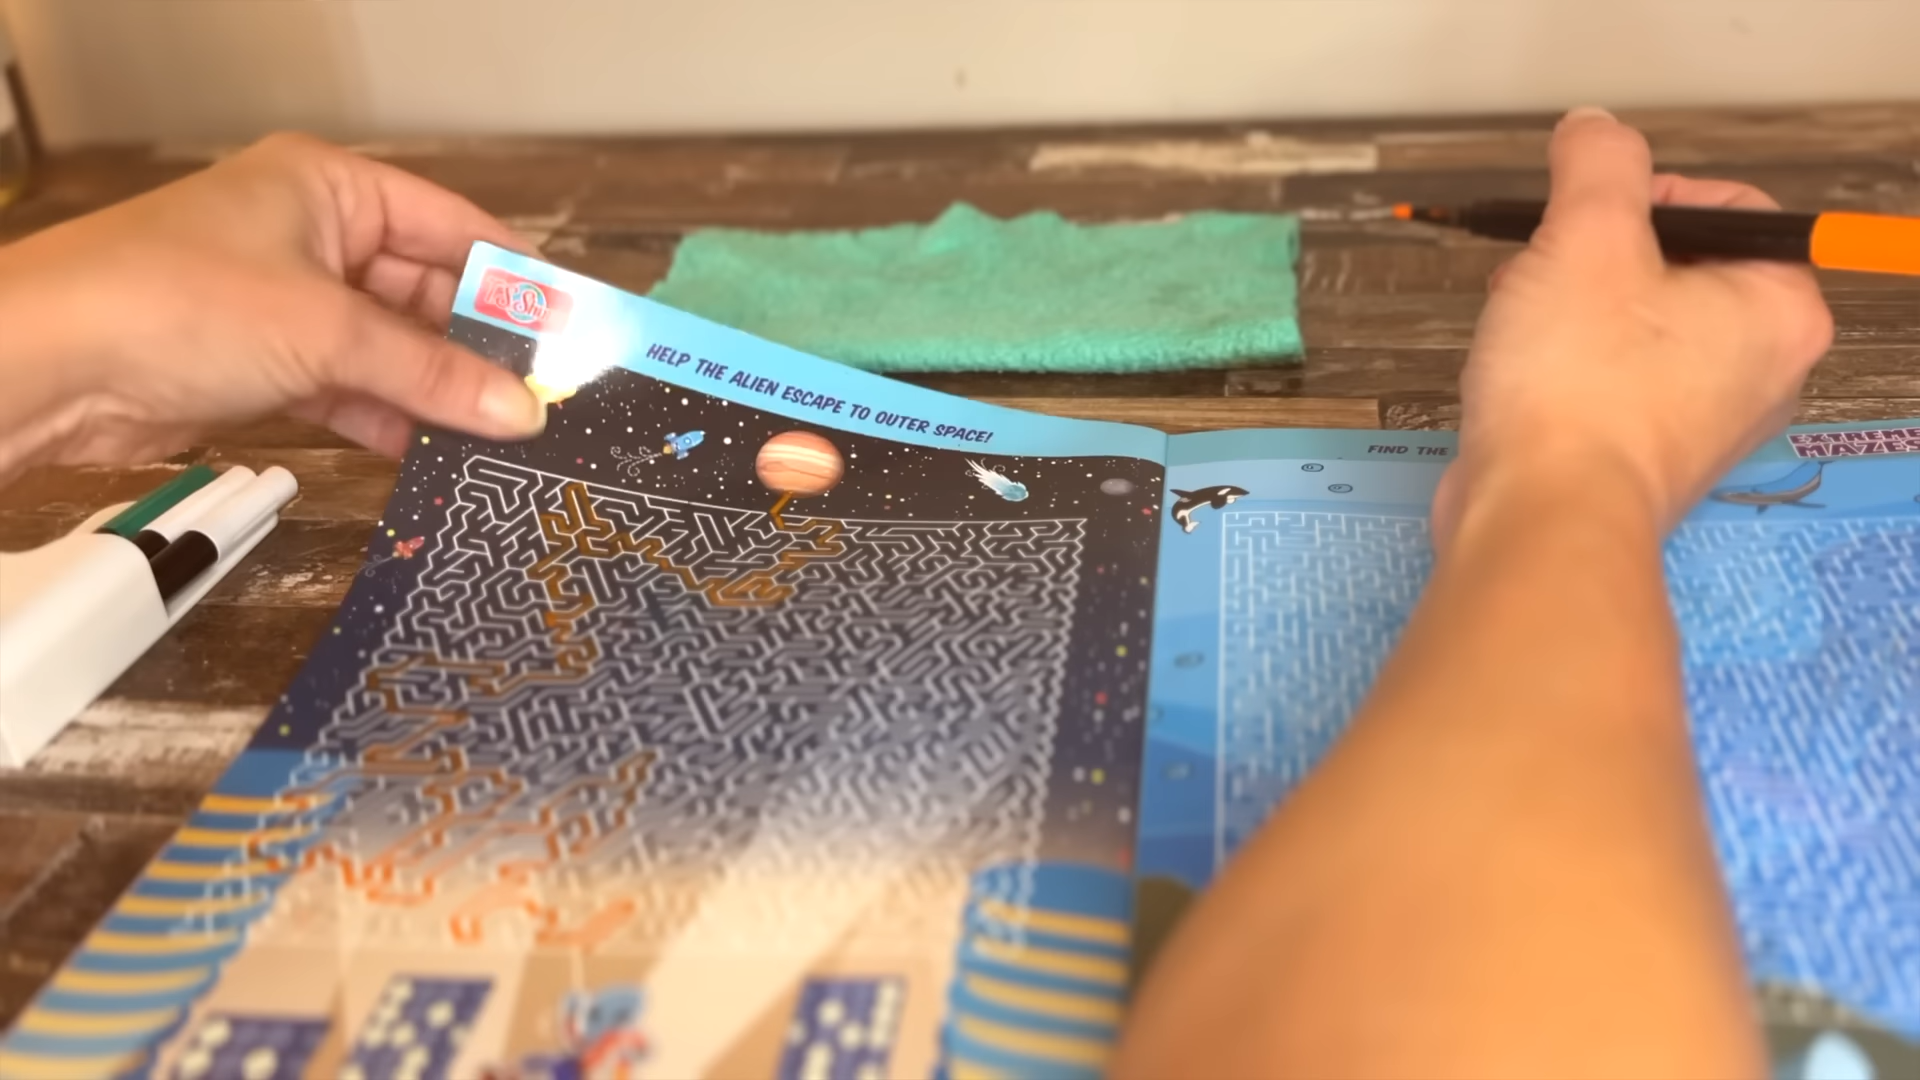 HELP THE ALIEN ESCAPE TO OUTER SPACE!
FIND THE
EXTREME
MAZES